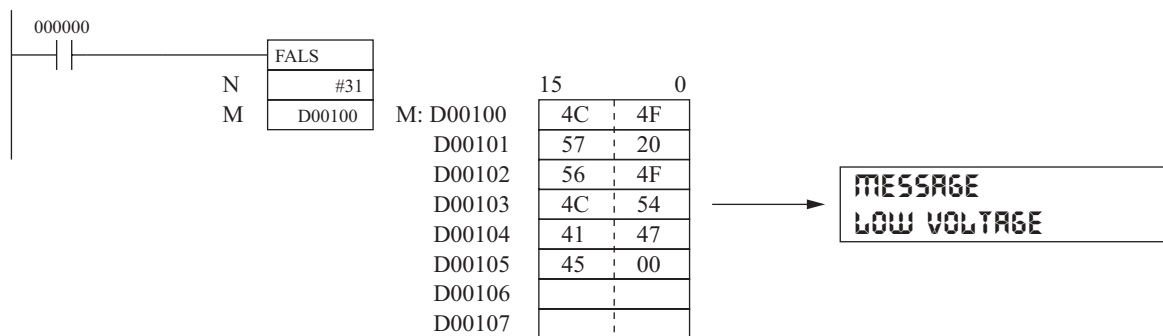 000000
FALS
N #31
M D00100
15 0
M: D00100 4C 4F
D00101 57 20
D00102 56 4F
D00103 4C 54
D00104 41 47
D00105 45 00
D00106
D00107
MESSAGE
LOW VOLTAGE